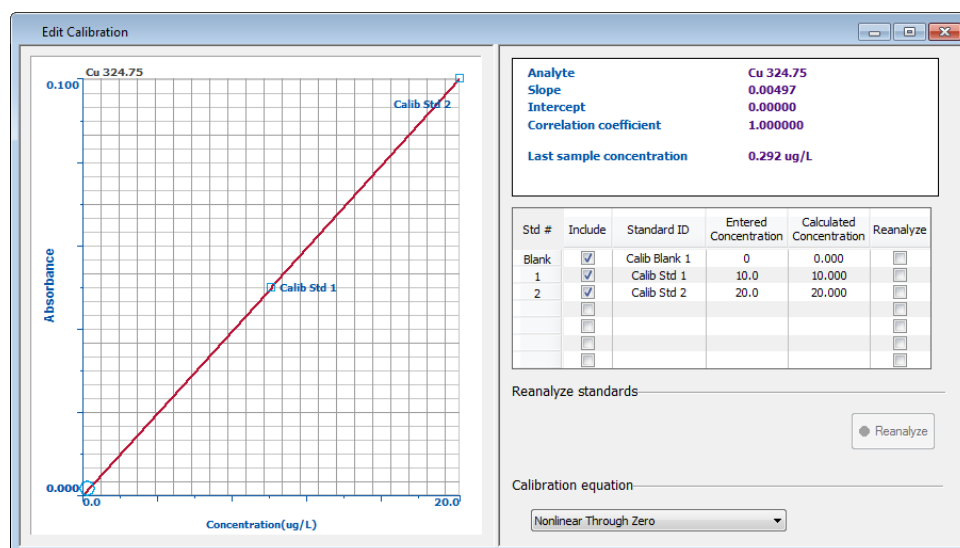 Edit Calibration
Cu 324.75
0.100
Calib Std 2
Absorbance
Calib Std 1
0.000
0.0
20.0
Concentration(ug/L)
Analyte Cu 324.75
Slope 0.00497
Intercept 0.00000
Correlation coefficient 1.000000
Last sample concentration 0.292 ug/L
Std # Include Standard ID Entered Concentration Calculated Concentration Reanalyze
Blank Calib Blank 1 0 0.000
1 Calib Std 1 10.0 10.000
2 Calib Std 2 20.0 20.000
Reanalyze standards
Reanalyze
Calibration equation
Nonlinear Through Zero